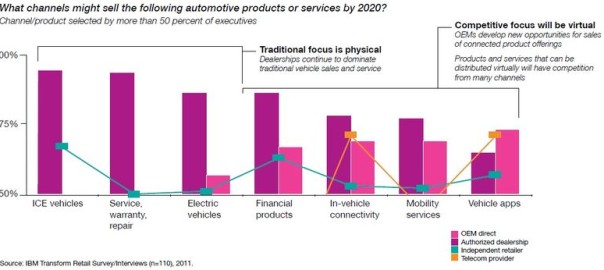 What channels might sell the following automotive products or services by 2020?
Channel/product selected by more than 50 percent of executives
Competitive focus will be virtual
OEMs develop new opportunities for sales
of connected product offerings
Products and services that can be
distributed virtually will have competition
from many channels
Traditional focus is physical
Dealerships continue to dominate
traditional vehicle sales and service
00%
75%
50%
ICE vehicles
Service,
warranty,
repair
Electric
vehicles
Financial
products
In-vehicle
connectivity
Mobility
services
Vehicle apps
OEM direct
Authorized dealership
Independent retailer
Telecom provider
Source: IBM Transform Retail Survey/Interviews (n=110), 2011.